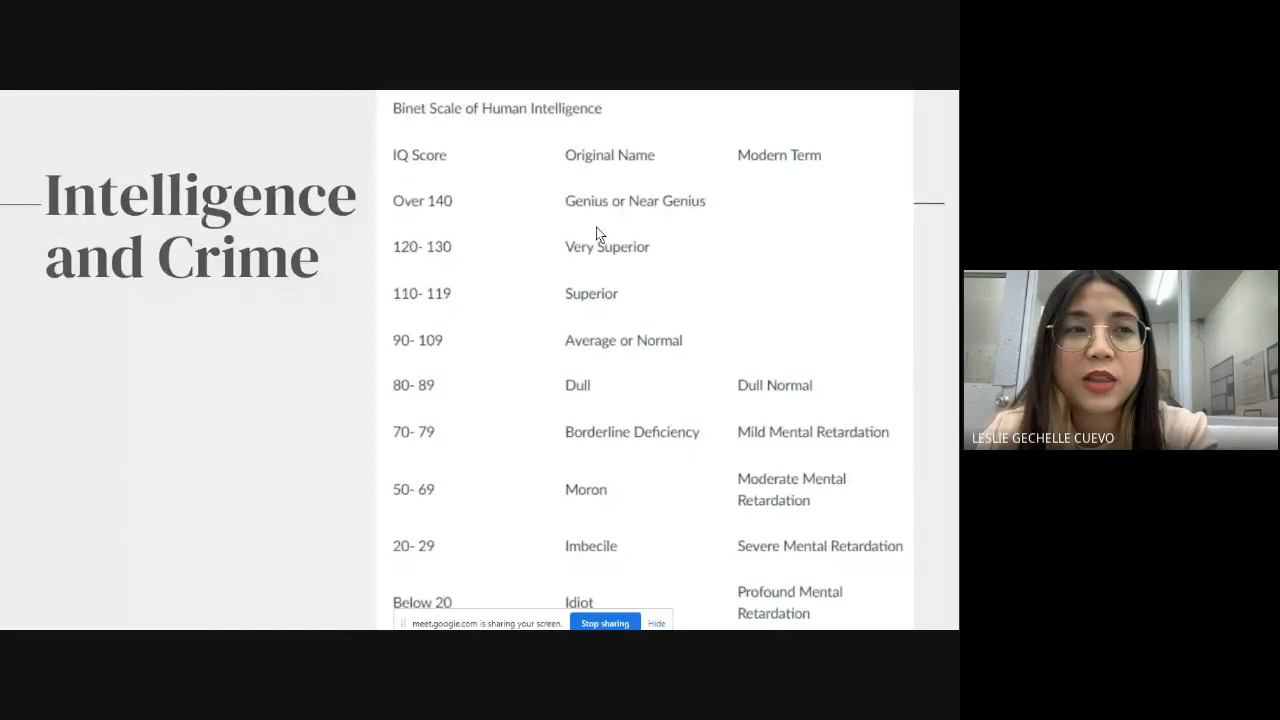 Intelligence
and Crime
Binet Scale of Human Intelligence
IQ Score Original Name Modern Term
Over 140 Genius or Near Genius
120- 130 Very Superior
110- 119 Superior
90- 109 Average or Normal
80- 89 Dull Dull Normal
70- 79 Borderline Deficiency Mild Mental Retardation
50- 69 Moron Moderate Mental
Retardation
20- 29 Imbecile Severe Mental Retardation
Below 20 Idiot Profound Mental
Retardation
meet.google.com is sharing your screen. Stop sharing Hide
LESLIE GECHELLE CUEVO